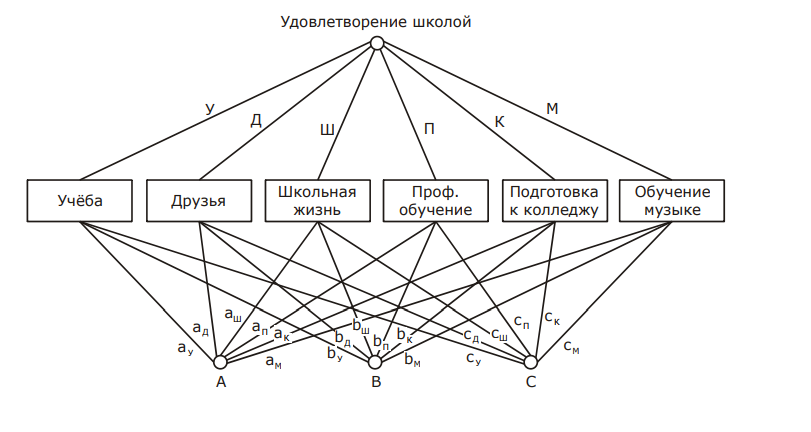 Удовлетворение школой
У
Д
Ш
П
К
М
Учёба
Друзья
Школьная
жизнь
Проф.
обучение
Подготовка
к колледжу
Обучение
музыке
aу
aд
aш
aп
aк
aм
bу
bд
bш
bп
bк
bм
cу
cд
cш
cп
cк
cм
A
B
C